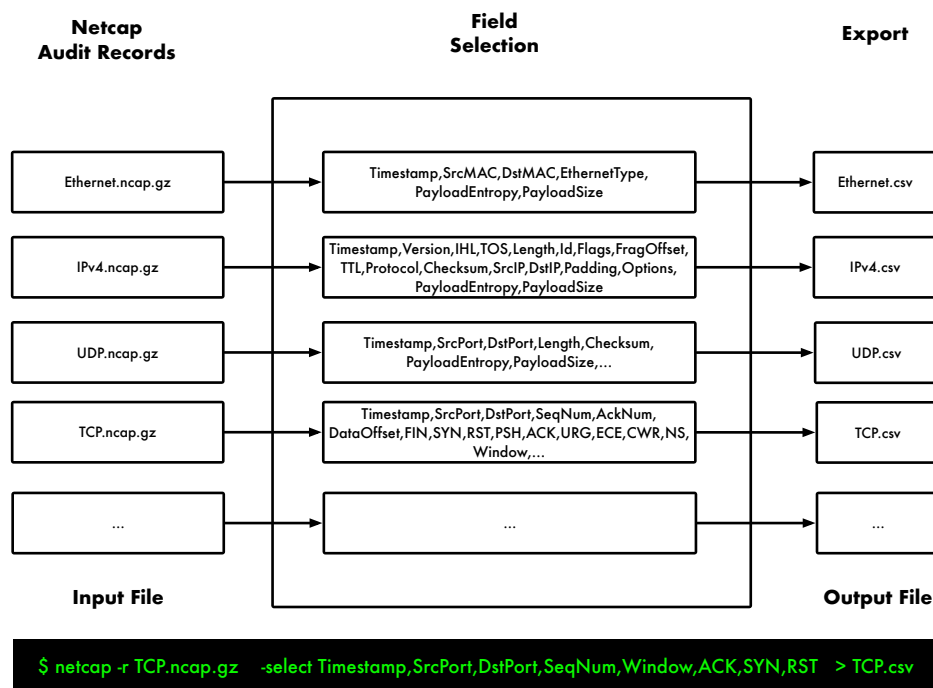 Netcap
Audit Records
Field
Selection
Export
Ethernet.ncap.gz
Timestamp,SrcMAC,DstMAC,EthernetType,
PayloadEntropy,PayloadSize
Ethernet.csv
IPv4.ncap.gz
Timestamp,Version,IHL,TOS,Length,Id,Flags,FragOffset,
TTL,Protocol,Checksum,SrcIP,DstIP,Padding,Options,
PayloadEntropy,PayloadSize
IPv4.csv
UDP.ncap.gz
Timestamp,SrcPort,DstPort,Length,Checksum,
PayloadEntropy,PayloadSize,...
UDP.csv
TCP.ncap.gz
Timestamp,SrcPort,DstPort,SeqNum,AckNum,
DataOffset,FIN,SYN,RST,PSH,ACK,URG,ECE,CWR,NS,
Window,...
TCP.csv
...
...
...
Input File
Output File
$ netcap -r TCP.ncap.gz -select Timestamp,SrcPort,DstPort,SeqNum,Window,ACK,SYN,RST > TCP.csv